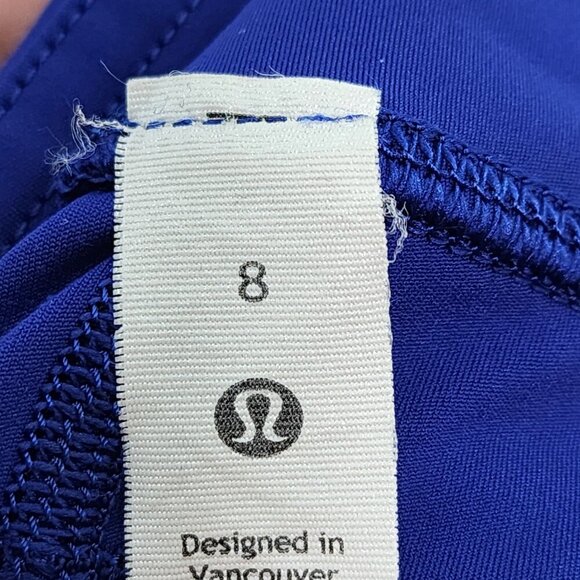 8
Designed in
Vancouver